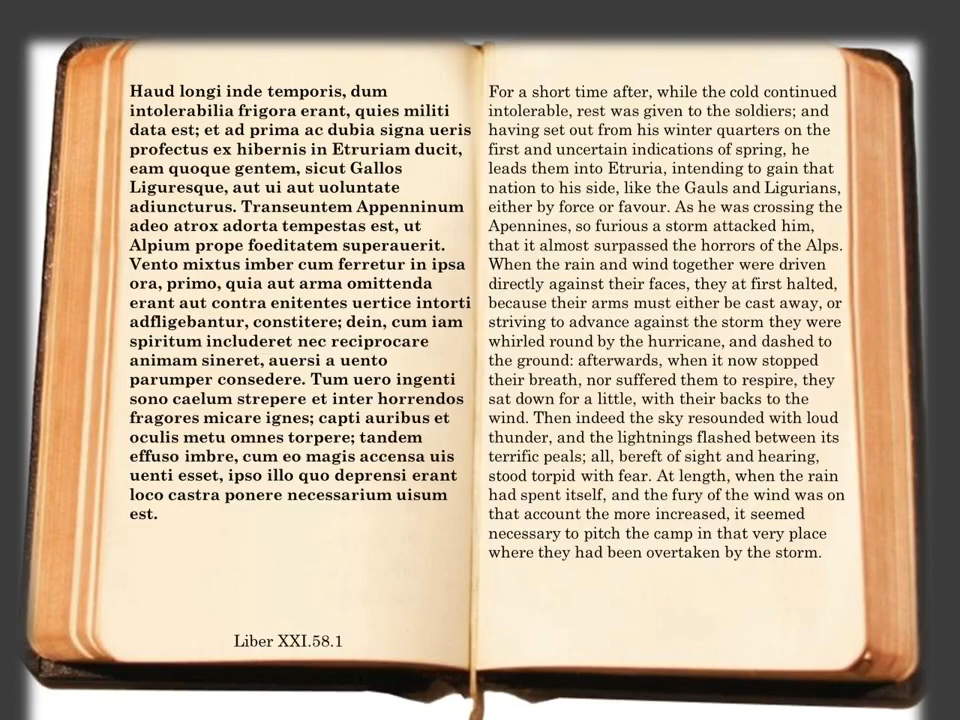 Haud longi inde temporis, dum
intolerabilia frigora erant, quies militi
data est; et ad prima ac dubia signa ueris
profectus ex hibernis in Etruriam ducit,
eam quoque gentem, sicut Gallos
Liguresque, aut ui aut uoluntate
adiuncturus. Transeuntem Appenninum
adeo atrox adorta tempestas est, ut
Alpium prope foeditatem superauerit.
Vento mixtus imber cum ferretur in ipsa
ora, primo, quia aut arma omittenda
erant aut contra enitentes uertice intorti
adfligebantur, constitere; dein, cum iam
spiritum includeret nec reciprocare
animam sineret, auersi a uento
parumper consedere. Tum uero ingenti
sono caelum strepere et inter horrendos
fragores micare ignes; capti auribus et
oculis metu omnes torpere; tandem
effuso imbre, cum eo magis accensa uis
uenti esset, ipso illo quo deprensi erant
loco castra ponere necessarium uisum
est.
Liber XXI.58.1
For a short time after, while the cold continued
intolerable, rest was given to the soldiers; and
having set out from his winter quarters on the
first and uncertain indications of spring, he
leads them into Etruria, intending to gain that
nation to his side, like the Gauls and Ligurians,
either by force or favour. As he was crossing the
Apennines, so furious a storm attacked him,
that it almost surpassed the horrors of the Alps.
When the rain and wind together were driven
directly against their faces, they at first halted,
because their arms must either be cast away, or
striving to advance against the storm they were
whirled round by the hurricane, and dashed to
the ground: afterwards, when it now stopped
their breath, nor suffered them to respire, they
sat down for a little, with their backs to the
wind. Then indeed the sky resounded with loud
thunder, and the lightnings flashed between its
terrific peals; all, bereft of sight and hearing,
stood torpid with fear. At length, when the rain
had spent itself, and the fury of the wind was on
that account the more increased, it seemed
necessary to pitch the camp in that very place
where they had been overtaken by the storm.